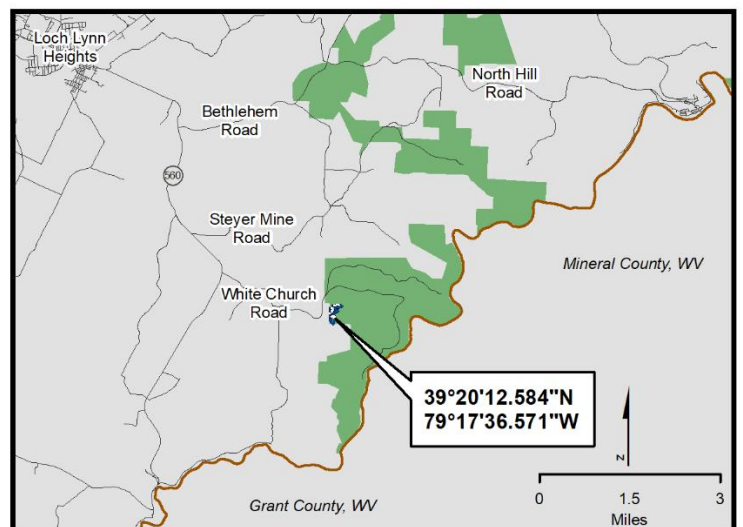 Loch Lynn
Heights
North Hill
Road
Bethlehem
Road
560
Steyer Mine
Road
Mineral County, WV
White Church
Road
39°20'12.584"N
79°17'36.571"W
N
Grant County, WV
0 1.5 3
Miles